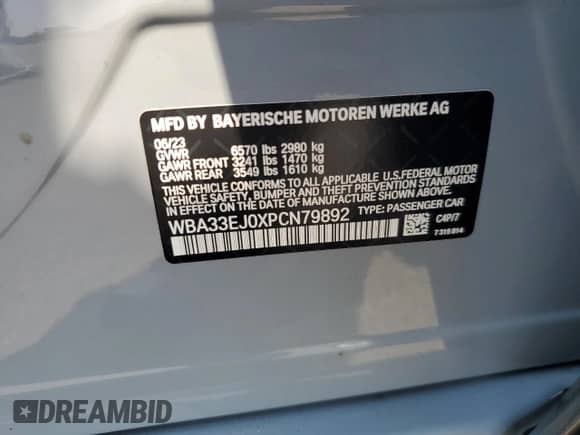 MFD BY BAYERISCHE MOTOREN WERKE AG
06/23
GVWR 6570 lbs 2980 kg
GAWR FRONT 3241 lbs 1470 kg
GAWR REAR 3549 lbs 1610 kg
THIS VEHICLE CONFORMS TO ALL APPLICABLE U.S.FEDERAL MOTOR
VEHICLE SAFETY, BUMPER, AND THEFT PREVENTION STANDARDS
IN EFFECT ON THE DATE OF MANUFACTURE SHOWN ABOVE.
WBA33EJ0XPCN79892 TYPE: PASSENGER CAR
C4P/7
7318814
DREAMBID